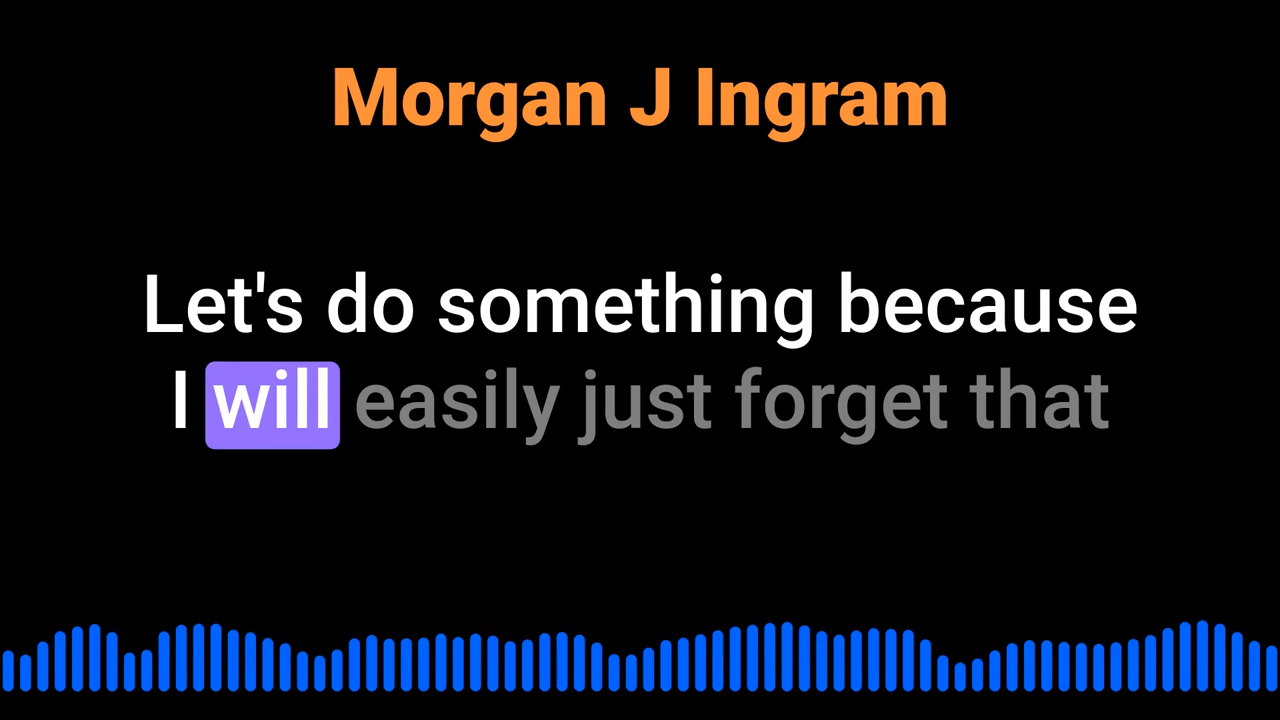 Morgan J Ingram
Let's do something because
I will easily just forget that